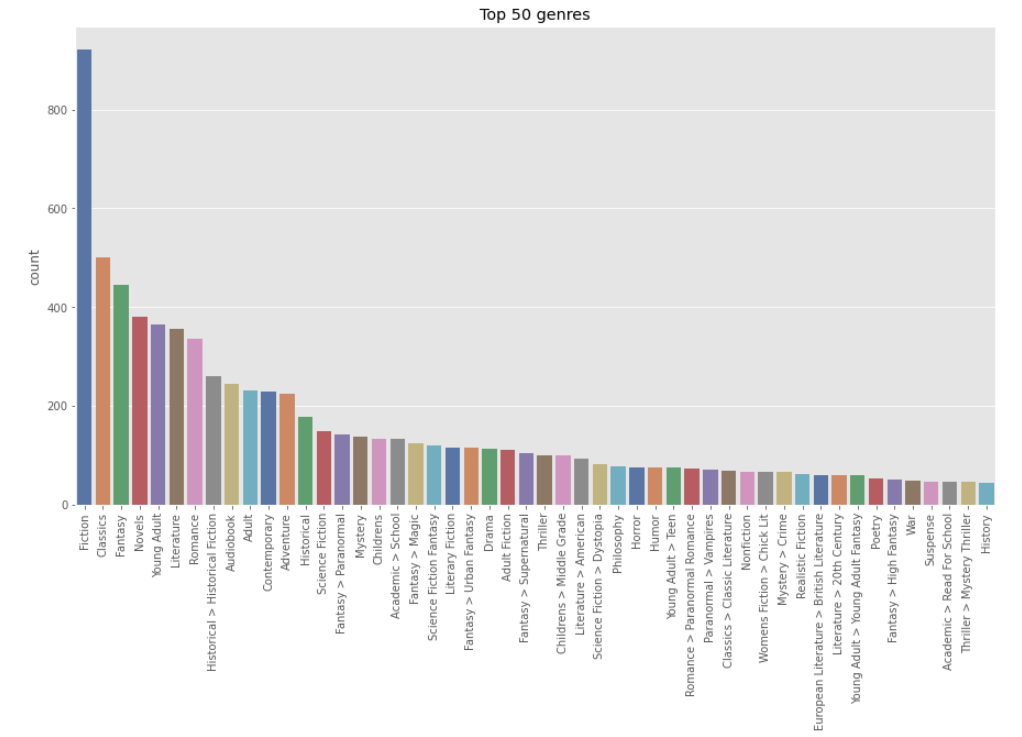 Top 50 genres
count
800
600
400
200
0
Fiction
Classics
Fantasy
Novels
Young Adult
Literature
Romance
Historical > Historical Fiction
Audiobook
Adult
Contemporary
Adventure
Historical
Science Fiction
Fantasy > Paranormal
Mystery
Childrens
Academic > School
Fantasy > Magic
Science Fiction Fantasy
Literary Fiction
Fantasy > Urban Fantasy
Drama
Adult Fiction
Fantasy > Supernatural
Thriller
Childrens > Middle Grade
Literature > American
Science Fiction > Dystopia
Philosophy
Horror
Humor
Young Adult > Teen
Romance > Paranormal Romance
Paranormal > Vampires
Classics > Classic Literature
Nonfiction
Womens Fiction > Chick Lit
Mystery > Crime
Realistic Fiction
European Literature > British Literature
Literature > 20th Century
Young Adult > Young Adult Fantasy
Poetry
Fantasy > High Fantasy
War
Suspense
Academic > Read For School
Thriller > Mystery Thriller
History